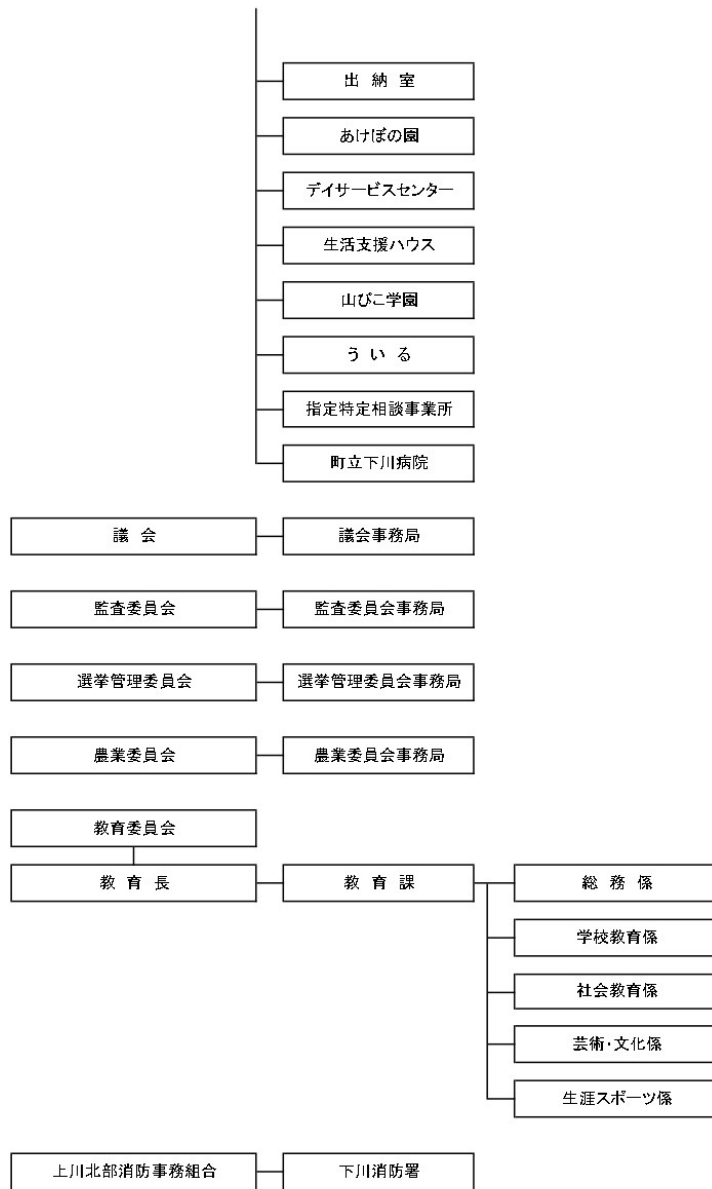 出納室
あけぼの園
デイサービスセンター
生活支援ハウス
山びこ学園
ういる
指定特定相談事業所
町立下川病院
議会 議会事務局
監査委員会 監査委員会事務局
選挙管理委員会 選挙管理委員会事務局
農業委員会 農業委員会事務局
教育委員会
教育長 教育課 総務係
学校教育係
社会教育係
芸術・文化係
生涯スポーツ係
上川北部消防事務組合 下川消防署